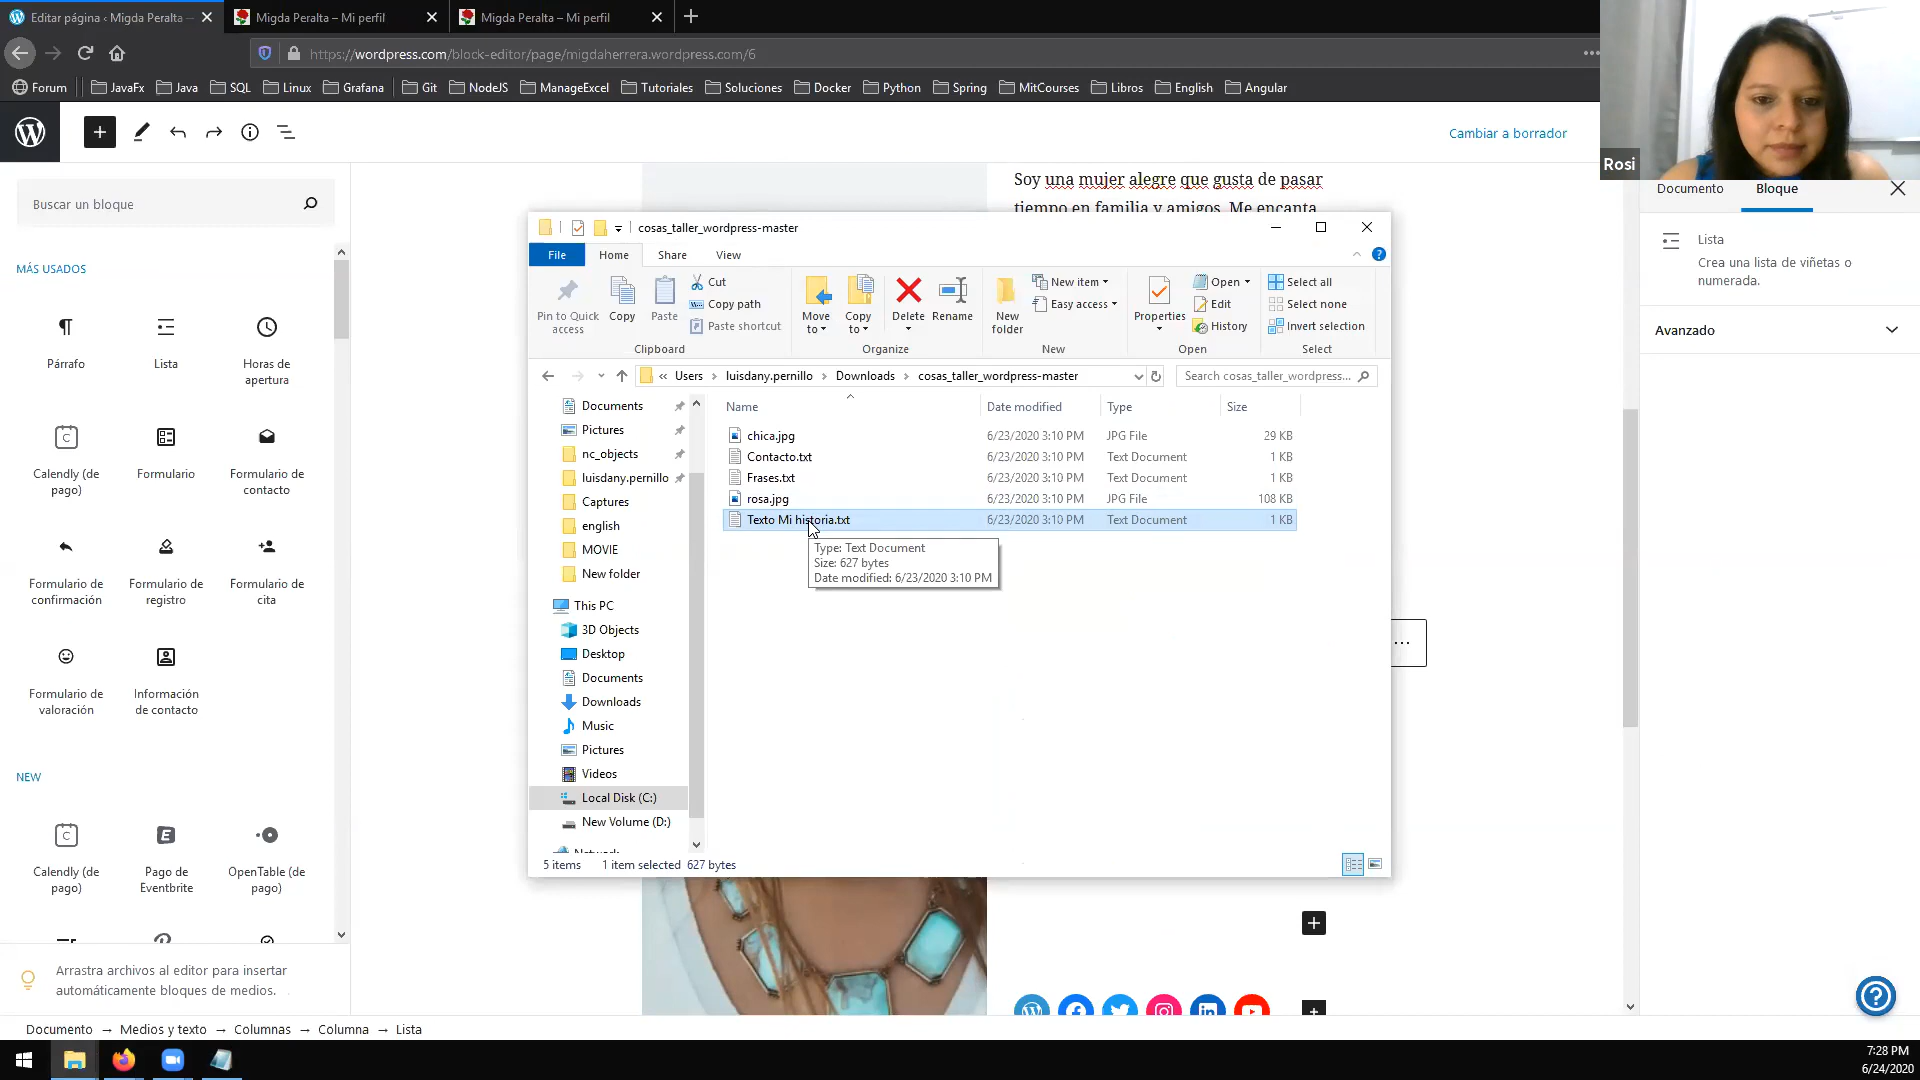 Editar página ‹ Migda Peralta —
Migda Peralta – Mi perfil
Migda Peralta – Mi perfil
https://wordpress.com/block-editor/page/migdaherrera.wordpress.com/6
Forum
JavaFx
Java
SQL
Linux
Grafana
Git
NodeJS
ManageExcel
Tutoriales
Soluciones
Docker
Python
Spring
MitCourses
Libros
English
Angular
Cambiar a borrador
Rosi
Buscar un bloque
MÁS USADOS
Párrafo
Lista
Horas de
apertura
Calendly (de
pago)
Formulario
Formulario de
contacto
Formulario de
confirmación
Formulario de
registro
Formulario de
cita
Formulario de
valoración
Información
de contacto
NEW
Calendly (de
pago)
Pago de
Eventbrite
OpenTable (de
pago)
Arrastra archivos al editor para insertar
automáticamente bloques de medios.
Soy una mujer alegre que gusta de pasar
tiempo en familia y amigos. Me encanta
cosas_taller_wordpress-master
File
Home
Share
View
Pin to Quick
access
Copy
Paste
Cut
Copy path
Paste shortcut
Clipboard
Move
to
Copy
to
Delete
Rename
Organize
New
folder
New item
Easy access
New
Properties
Open
Edit
History
Open
Select all
Select none
Invert selection
Select
« Users › luisdany.pernillo › Downloads › cosas_taller_wordpress-master
Search cosas_taller_wordpress...
Documents
Pictures
nc_objects
luisdany.pernillo
Captures
english
MOVIE
New folder
This PC
3D Objects
Desktop
Documents
Downloads
Music
Pictures
Videos
Local Disk (C:)
New Volume (D:)
Network
Name Date modified Type Size
chica.jpg 6/23/2020 3:10 PM JPG File 29 KB
Contacto.txt 6/23/2020 3:10 PM Text Document 1 KB
Frases.txt 6/23/2020 3:10 PM Text Document 1 KB
rosa.jpg 6/23/2020 3:10 PM JPG File 108 KB
Texto Mi historia.txt 6/23/2020 3:10 PM Text Document 1 KB
Type: Text Document
Size: 627 bytes
Date modified: 6/23/2020 3:10 PM
5 items 1 item selected 627 bytes
Documento
Bloque
Lista
Crea una lista de viñetas o
numerada.
Avanzado
Documento → Medios y texto → Columnas → Columna → Lista
7:28 PM
6/24/2020